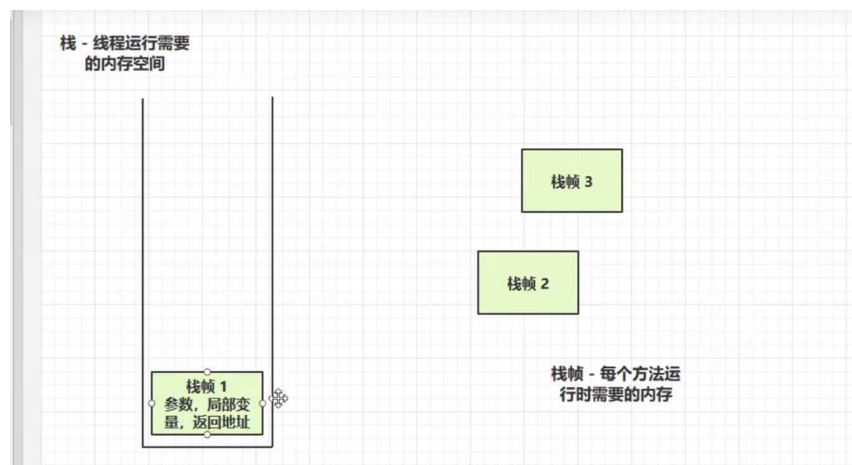 栈 - 线程运行需要
的内存空间
栈帧 3
栈帧 2
栈帧 - 每个方法运
行时需要的内存
栈帧 1
参数，局部变
量，返回地址